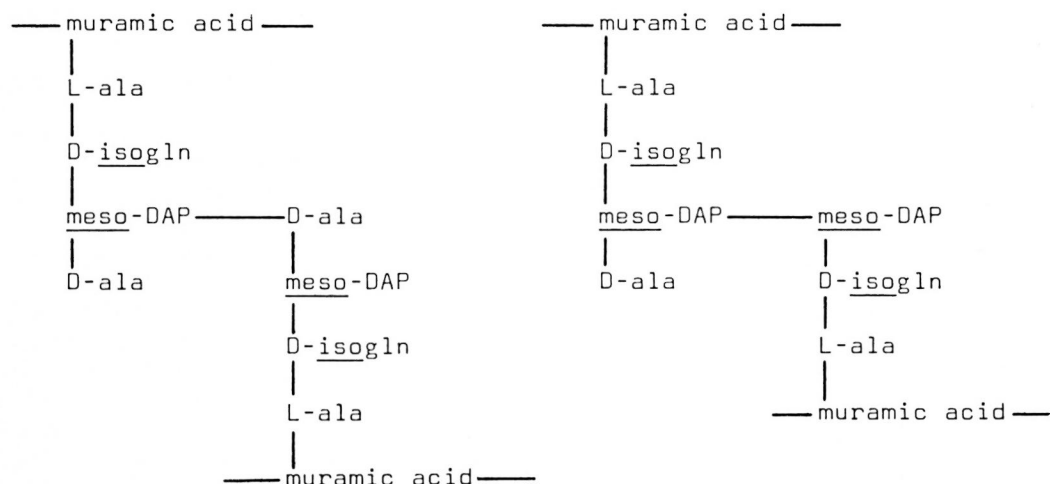 muramic acid
L-ala
D-isogln
meso-DAP D-ala
D-ala meso-DAP
D-isogln
L-ala
muramic acid
muramic acid
L-ala
D-isogln
meso-DAP meso-DAP
D-ala D-isogln
L-ala
muramic acid